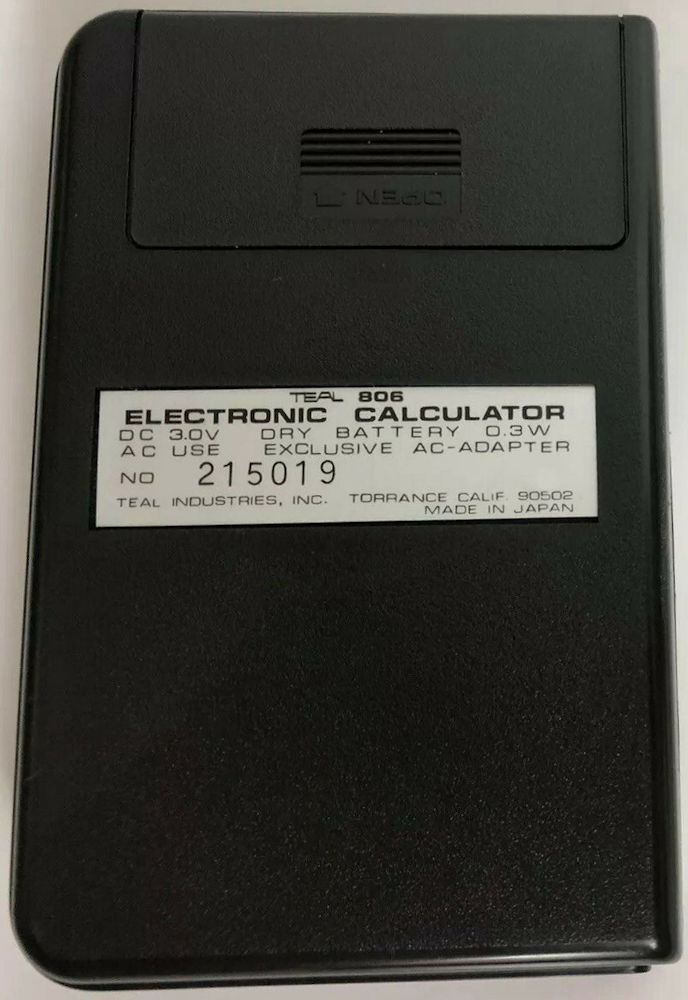 OPEN
TEAL 806
ELECTRONIC CALCULATOR
DC 3.0V DRY BATTERY 0.3W
AC USE EXCLUSIVE AC-ADAPTER
NO 215019
TEAL INDUSTRIES, INC. TORRANCE CALIF. 90502
MADE IN JAPAN